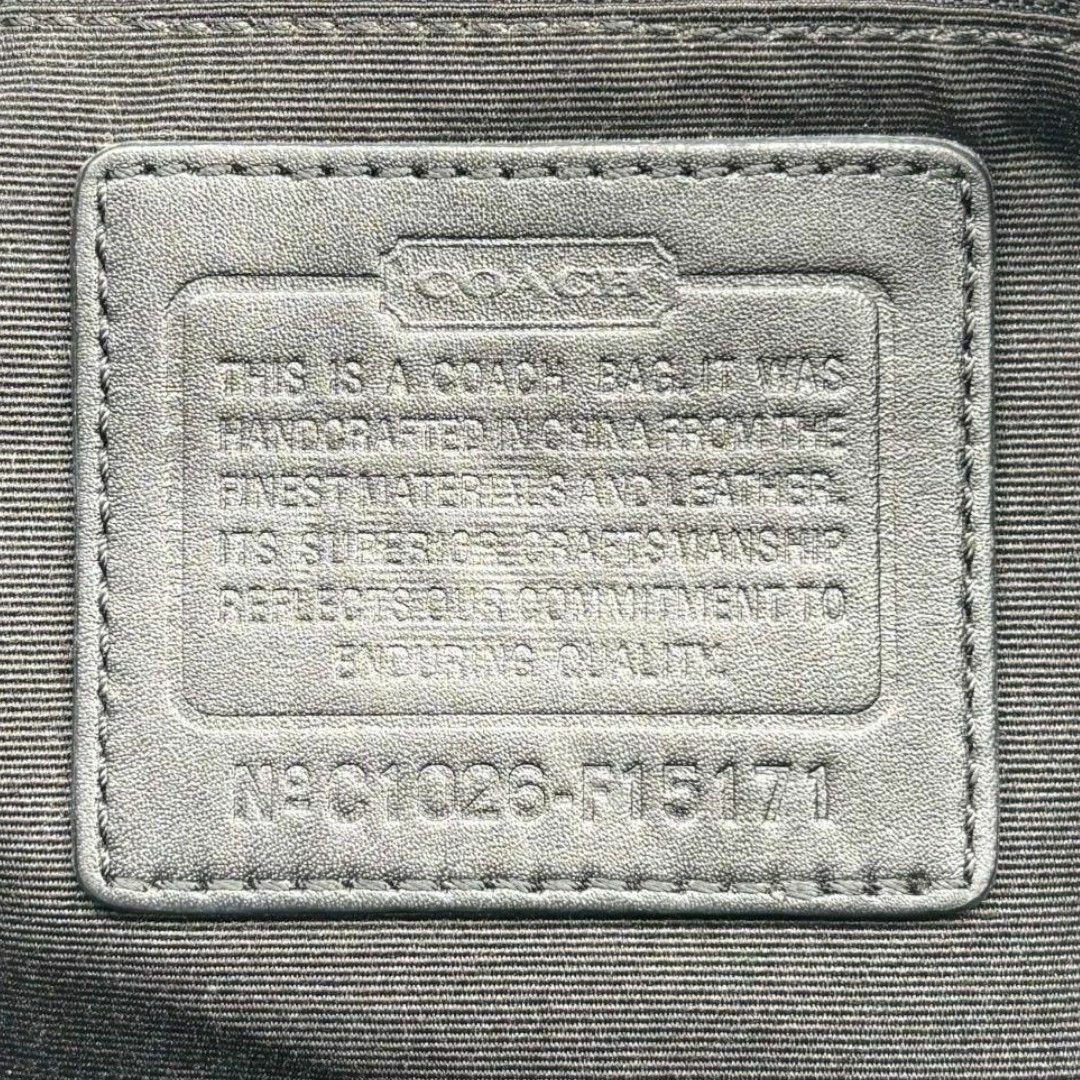 COACH
THIS IS A COACH BAG. IT WAS
HANDCRAFTED IN CHINA FROM THE
FINEST MATERIALS AND LEATHER.
ITS SUPERIOR CRAFTSMANSHIP
REFLECTS OUR COMMITMENT TO
ENDURING QUALITY.
Nº C1026-F15171